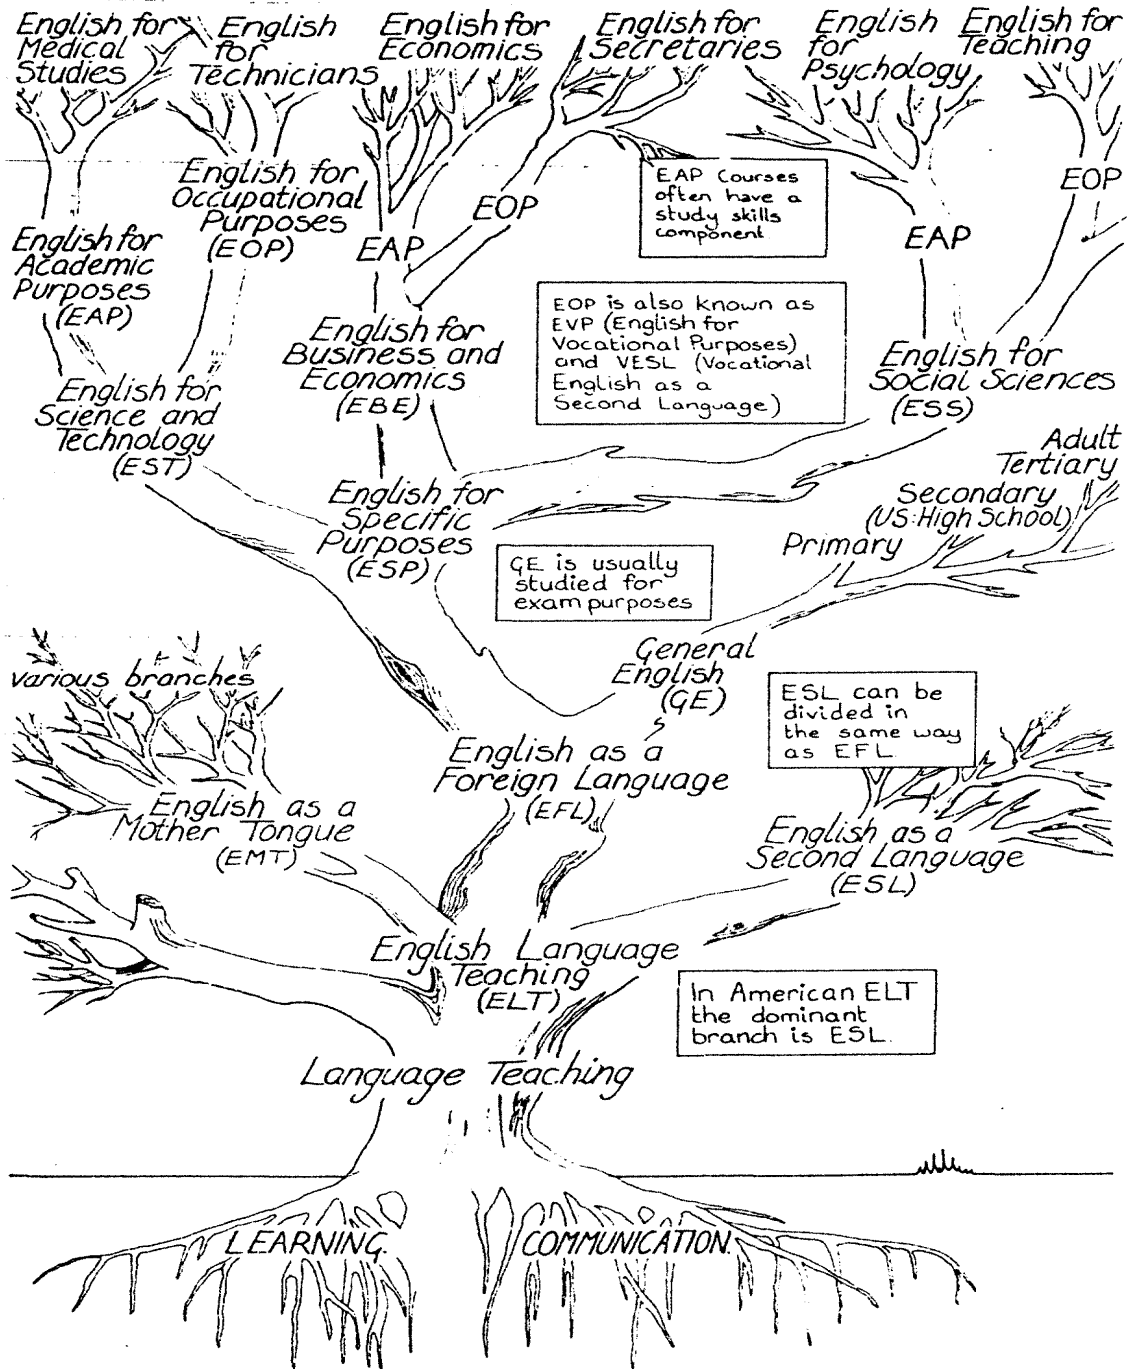 English for
Medical
Studies
English
for
Technicians
English for
Economics
English for
Secretaries
English
for
Psychology
English for
Teaching
English for
Occupational
Purposes
(EOP)
English for
Academic
Purposes
(EAP)
EAP
EOP
EAP Courses
often have a
study skills
component
EAP
EOP
English for
Business and
Economics
(EBE)
EOP is also known as
EVP (English for
Vocational Purposes)
and VESL (Vocational
English as a
Second Language)
English for
Social Sciences
(ESS)
English for
Science and
Technology
(EST)
English for
Specific
Purposes
(ESP)
Adult
Tertiary
Secondary
(US:High School)
Primary
GE is usually
studied for
exam purposes
General
English
(GE)
various branches
ESL can be
divided in
the same way
as EFL
English as a
Foreign Language
(EFL)
English as a
Mother Tongue
(EMT)
English as a
Second Language
(ESL)
English Language
Teaching
(ELT)
In American ELT
the dominant
branch is ESL.
Language Teaching
LEARNING.
COMMUNICATION.